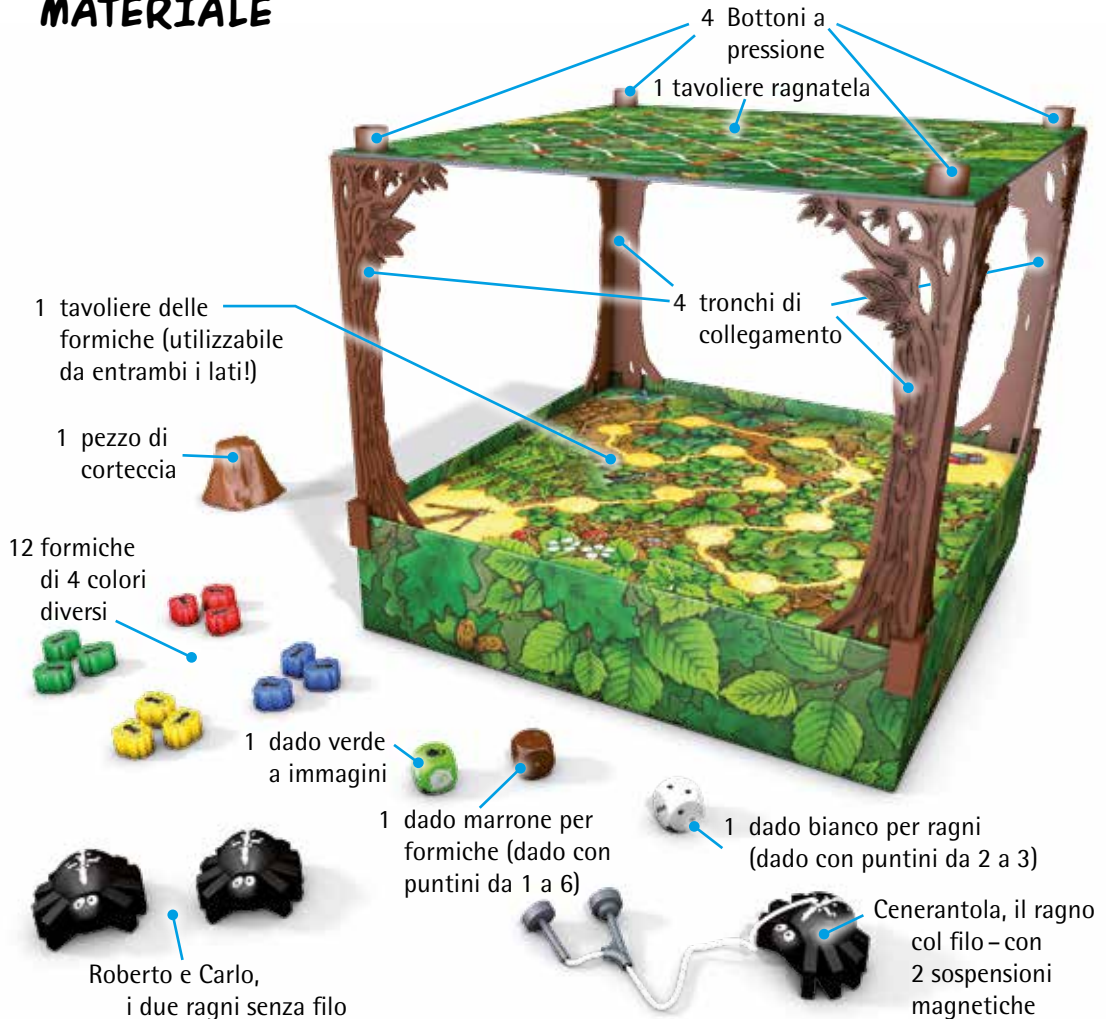 MATERIALE
4 Bottoni a
pressione
1 tavoliere ragnatela
1 tavoliere delle
formiche (utilizzabile
da entrambi i lati!)
4 tronchi di
collegamento
1 pezzo di
corteccia
12 formiche
di 4 colori
diversi
1 dado verde
a immagini
1 dado marrone per
formiche (dado con
puntini da 1 a 6)
1 dado bianco per ragni
(dado con puntini da 2 a 3)
Roberto e Carlo,
i due ragni senza filo
Cenerantola, il ragno
col filo – con
2 sospensioni
magnetiche